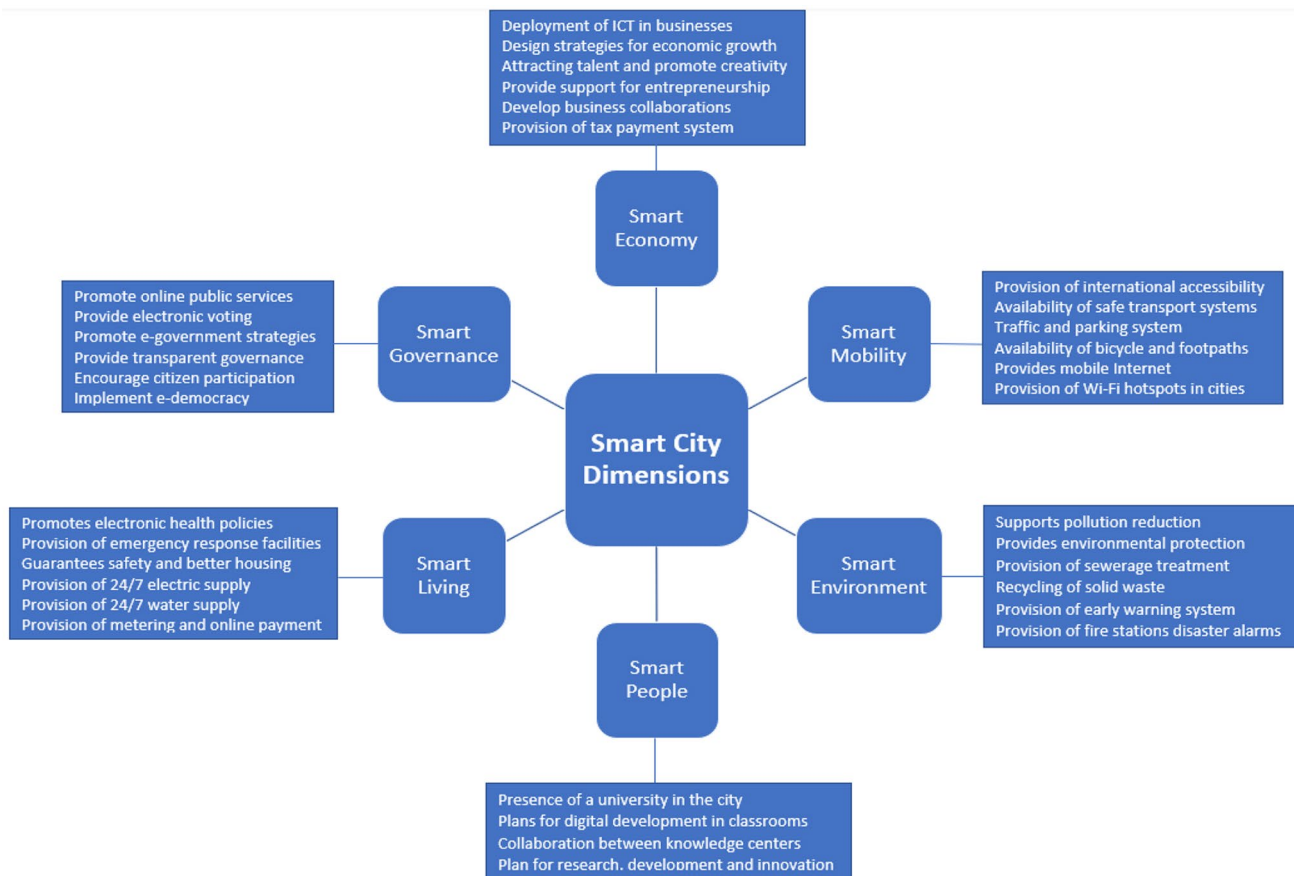 Deployment of ICT in businesses
Design strategies for economic growth
Attracting talent and promote creativity
Provide support for entrepreneurship
Develop business collaborations
Provision of tax payment system
Smart
Economy
Promote online public services
Provide electronic voting
Promote e-government strategies
Provide transparent governance
Encourage citizen participation
Implement e-democracy
Smart
Governance
Smart
Mobility
Provision of international accessibility
Availability of safe transport systems
Traffic and parking system
Availability of bicycle and footpaths
Provides mobile Internet
Provision of Wi-Fi hotspots in cities
Smart City
Dimensions
Promotes electronic health policies
Provision of emergency response facilities
Guarantees safety and better housing
Provision of 24/7 electric supply
Provision of 24/7 water supply
Provision of metering and online payment
Smart
Living
Smart
Environment
Supports pollution reduction
Provides environmental protection
Provision of sewerage treatment
Recycling of solid waste
Provision of early warning system
Provision of fire stations disaster alarms
Smart
People
Presence of a university in the city
Plans for digital development in classrooms
Collaboration between knowledge centers
Plan for research, development and innovation